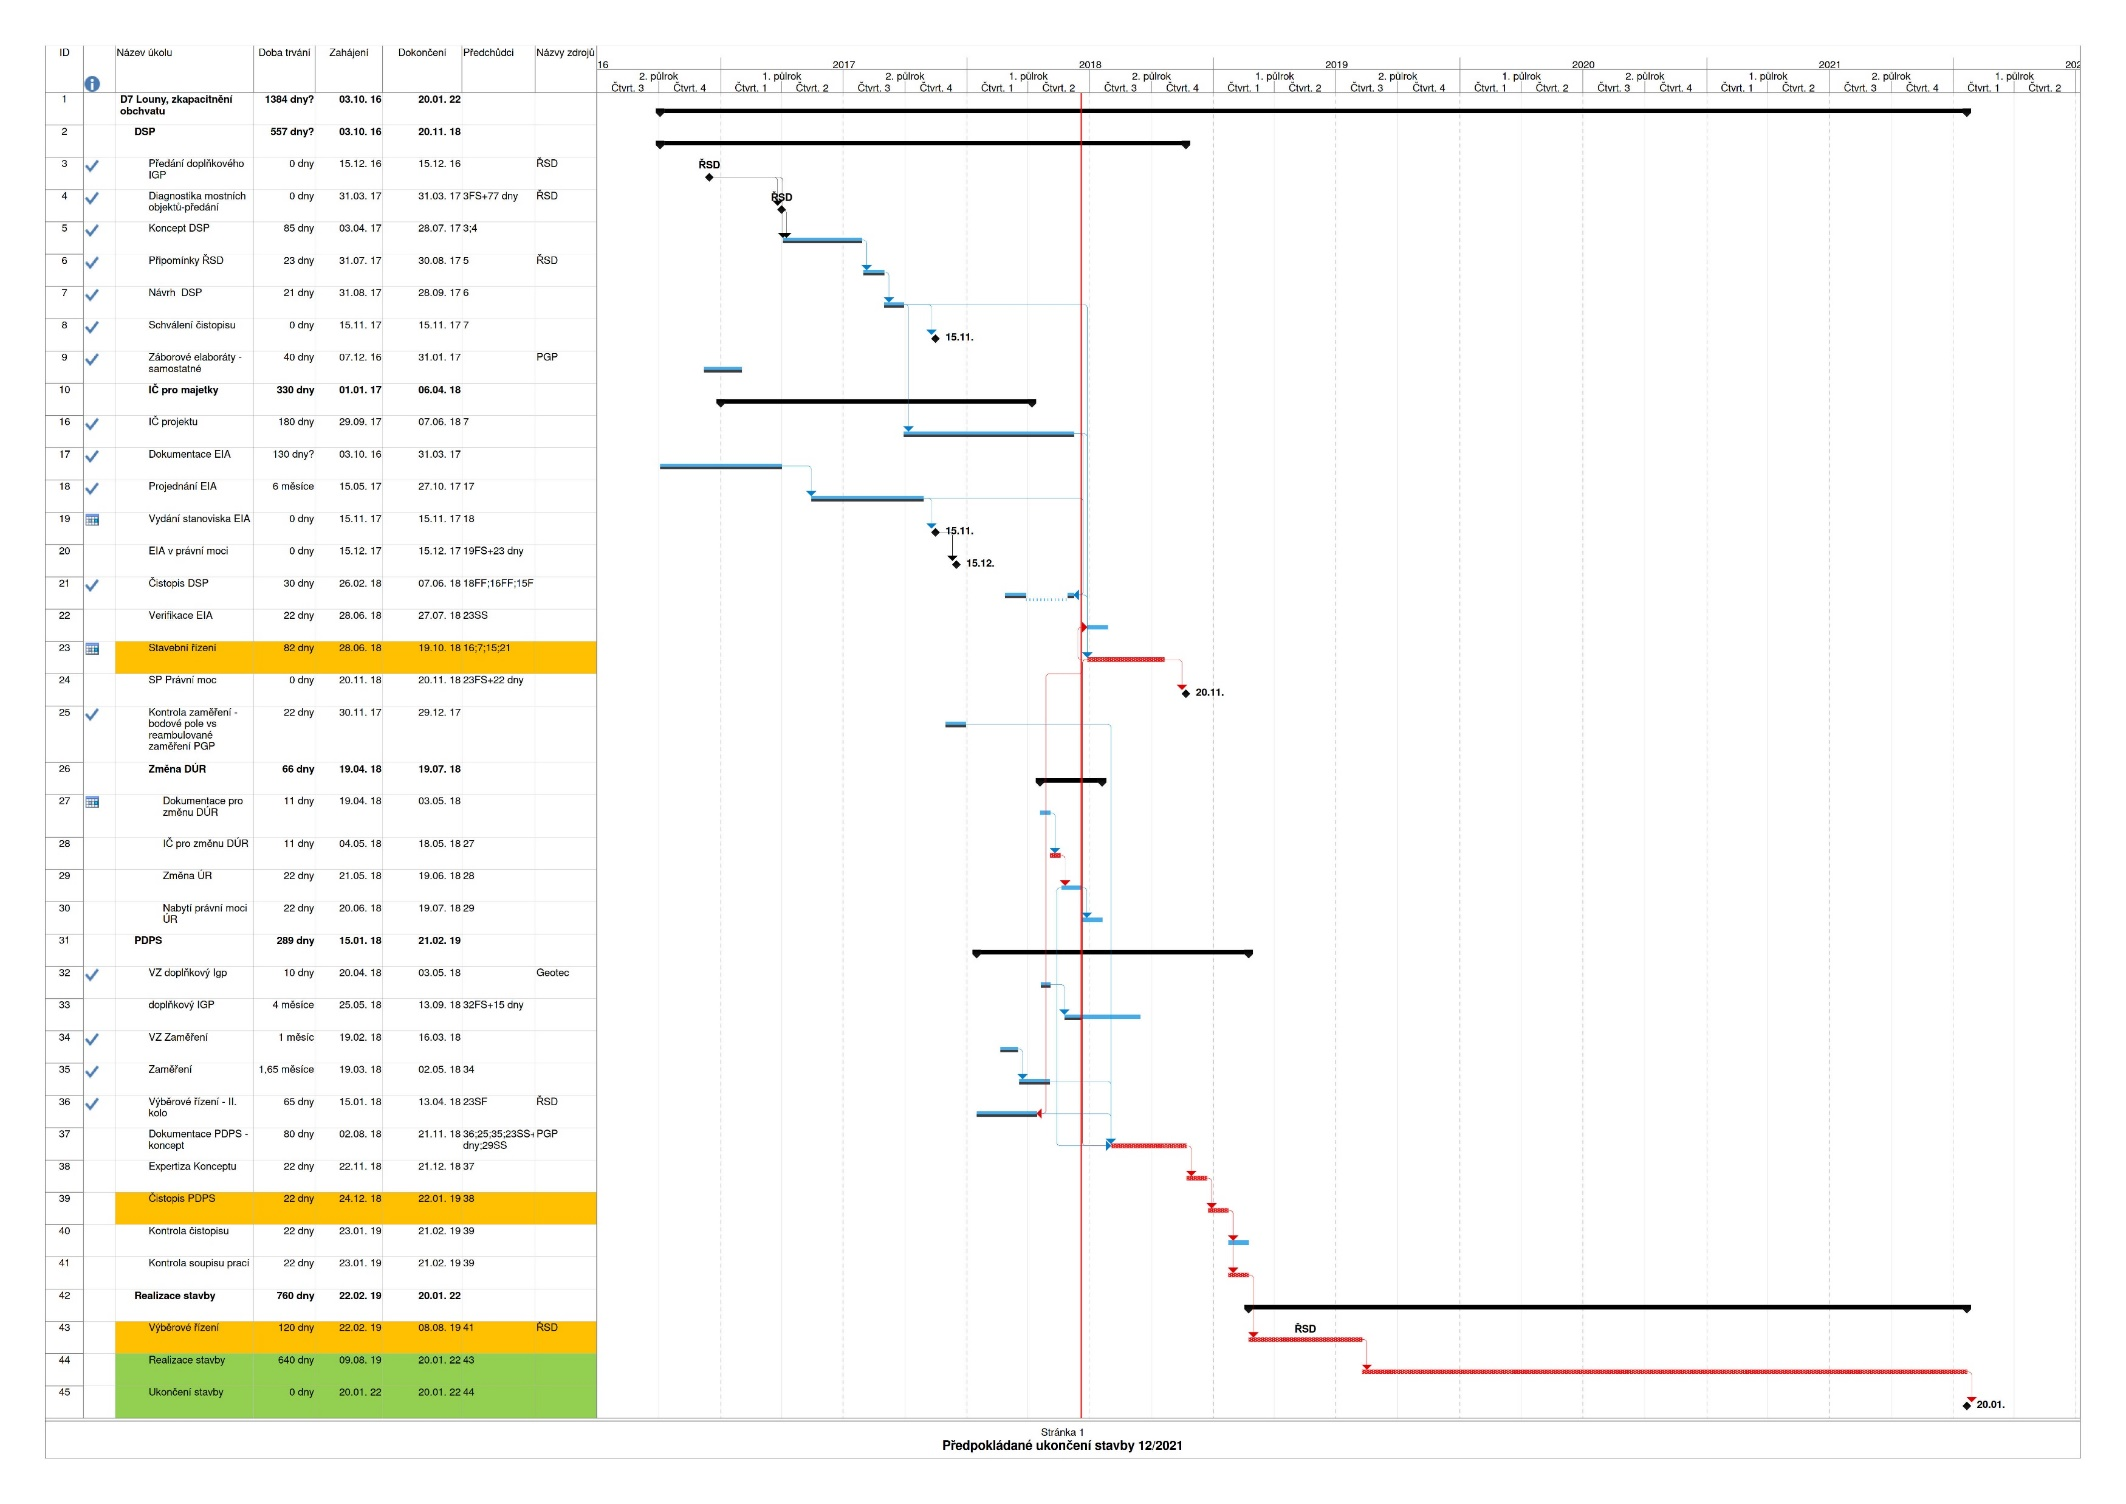 ID Název úkolu Doba trvání Zahájení Dokončení Předchůdci Názvy zdrojů
16 2017 2018 2019 2020 2021 202
2. půlrok 1. půlrok 2. půlrok 1. půlrok 2. půlrok 1. půlrok 2. půlrok 1. půlrok 2. půlrok 1. půlrok 2. půlrok 1. půlrok
Čtvrt. 3 Čtvrt. 4 Čtvrt. 1 Čtvrt. 2 Čtvrt. 3 Čtvrt. 4 Čtvrt. 1 Čtvrt. 2 Čtvrt. 3 Čtvrt. 4 Čtvrt. 1 Čtvrt. 2 Čtvrt. 3 Čtvrt. 4 Čtvrt. 1 Čtvrt. 2 Čtvrt. 3 Čtvrt. 4 Čtvrt. 1 Čtvrt. 2 Čtvrt. 3 Čtvrt. 4 Čtvrt. 1 Čtvrt. 2
1 D7 Louny, zkapacitnění 1384 dny? 03.10. 16 20.01. 22
obchvatu
2 DSP 557 dny? 03.10. 16 20.11. 18
3 Předání doplňkového 0 dny 15.12. 16 15.12. 16 ŘSD
IGP
ŘSD
4 Diagnostika mostních 0 dny 31.03. 17 31.03. 17 3FS+77 dny ŘSD
objektů-předání
ŘSD
5 Koncept DSP 85 dny 03.04. 17 28.07. 17 3;4
6 Připomínky ŘSD 23 dny 31.07. 17 30.08. 17 5 ŘSD
7 Návrh DSP 21 dny 31.08. 17 28.09. 17 6
8 Schválení čistopisu 0 dny 15.11. 17 15.11. 17 7
15.11.
9 Záborové elaboráty - 40 dny 07.12. 16 31.01. 17 PGP
samostatné
10 IČ pro majetky 330 dny 01.01. 17 06.04. 18
16 IČ projektu 180 dny 29.09. 17 07.06. 18 7
17 Dokumentace EIA 130 dny? 03.10. 16 31.03. 17
18 Projednání EIA 6 měsíce 15.05. 17 27.10. 17 17
19 Vydání stanoviska EIA 0 dny 15.11. 17 15.11. 17 18
15.11.
20 EIA v právní moci 0 dny 15.12. 17 15.12. 17 19FS+23 dny
15.12.
21 Čistopis DSP 30 dny 26.02. 18 07.06. 18 18FF;16FF;15F
22 Verifikace EIA 22 dny 28.06. 18 27.07. 18 23SS
23 Stavební řízení 82 dny 28.06. 18 19.10. 18 16;7;15;21
24 SP Právní moc 0 dny 20.11. 18 20.11. 18 23FS+22 dny
20.11.
25 Kontrola zaměření - 22 dny 30.11. 17 29.12. 17
bodové pole vs
reambulované
zaměření PGP
26 Změna DÚR 66 dny 19.04. 18 19.07. 18
27 Dokumentace pro 11 dny 19.04. 18 03.05. 18
změnu DÚR
28 IČ pro změnu DÚR 11 dny 04.05. 18 18.05. 18 27
29 Změna ÚR 22 dny 21.05. 18 19.06. 18 28
30 Nabytí právní moci 22 dny 20.06. 18 19.07. 18 29
ÚR
31 PDPS 289 dny 15.01. 18 21.02. 19
32 VZ doplňkový Igp 10 dny 20.04. 18 03.05. 18 Geotec
33 doplňkový IGP 4 měsíce 25.05. 18 13.09. 18 32FS+15 dny
34 VZ Zaměření 1 měsíc 19.02. 18 16.03. 18
35 Zaměření 1,65 měsíce 19.03. 18 02.05. 18 34
36 Výběrové řízení - II. 65 dny 15.01. 18 13.04. 18 23SF ŘSD
kolo
37 Dokumentace PDPS - 80 dny 02.08. 18 21.11. 18 36;25;35;23SS+ PGP
koncept dny;29SS
38 Expertiza Konceptu 22 dny 22.11. 18 21.12. 18 37
39 Čistopis PDPS 22 dny 24.12. 18 22.01. 19 38
40 Kontrola čistopisu 22 dny 23.01. 19 21.02. 19 39
41 Kontrola soupisu prací 22 dny 23.01. 19 21.02. 19 39
42 Realizace stavby 760 dny 22.02. 19 20.01. 22
43 Výběrové řízení 120 dny 22.02. 19 08.08. 19 41 ŘSD
ŘSD
44 Realizace stavby 640 dny 09.08. 19 20.01. 22 43
45 Ukončení stavby 0 dny 20.01. 22 20.01. 22 44
20.01.
Stránka 1
Předpokládané ukončení stavby 12/2021